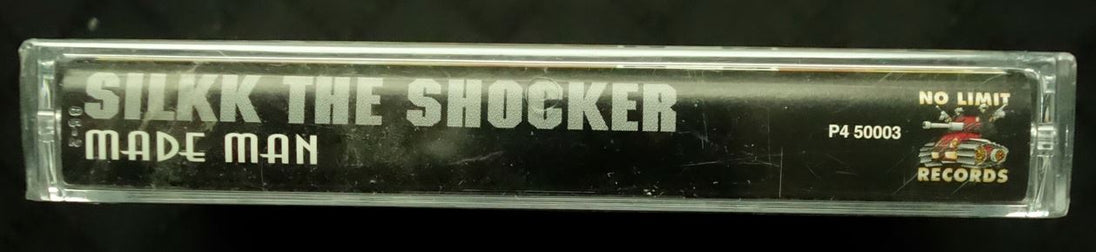 SILKK THE SHOCKER
MADE MAN
P4 50003
NO LIMIT
RECORDS